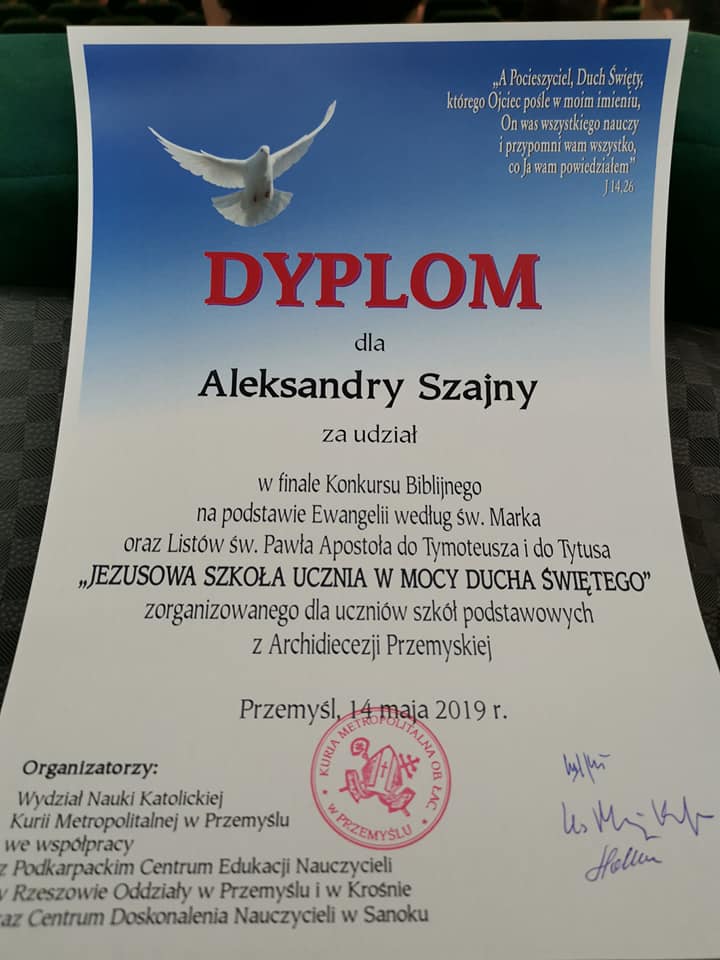 „A Pocieszyciel, Duch Święty,
którego Ojciec pośle w moim imieniu,
On was wszystkiego nauczy
i przypomni wam wszystko,
co Ja wam powiedziałem”
J 14,26
DYPLOM
dla
Aleksandry Szajny
za udział
w finale Konkursu Biblijnego
na podstawie Ewangelii według św. Marka
oraz Listów św. Pawła Apostoła do Tymoteusza i do Tytusa
„JEZUSOWA SZKOŁA UCZNIA W MOCY DUCHA ŚWIĘTEGO”
zorganizowanego dla uczniów szkół podstawowych
z Archidiecezji Przemyskiej
Przemyśl, 14 maja 2019 r.
KURIA METROPOLITALNA OB. ŁAC.
W PRZEMYŚLU
Organizatorzy:
Wydział Nauki Katolickiej
Kurii Metropolitalnej w Przemyślu
we współpracy
z Podkarpackim Centrum Edukacji Nauczycieli
w Rzeszowie Oddziały w Przemyślu i w Krośnie
az Centrum Doskonalenia Nauczycieli w Sanoku